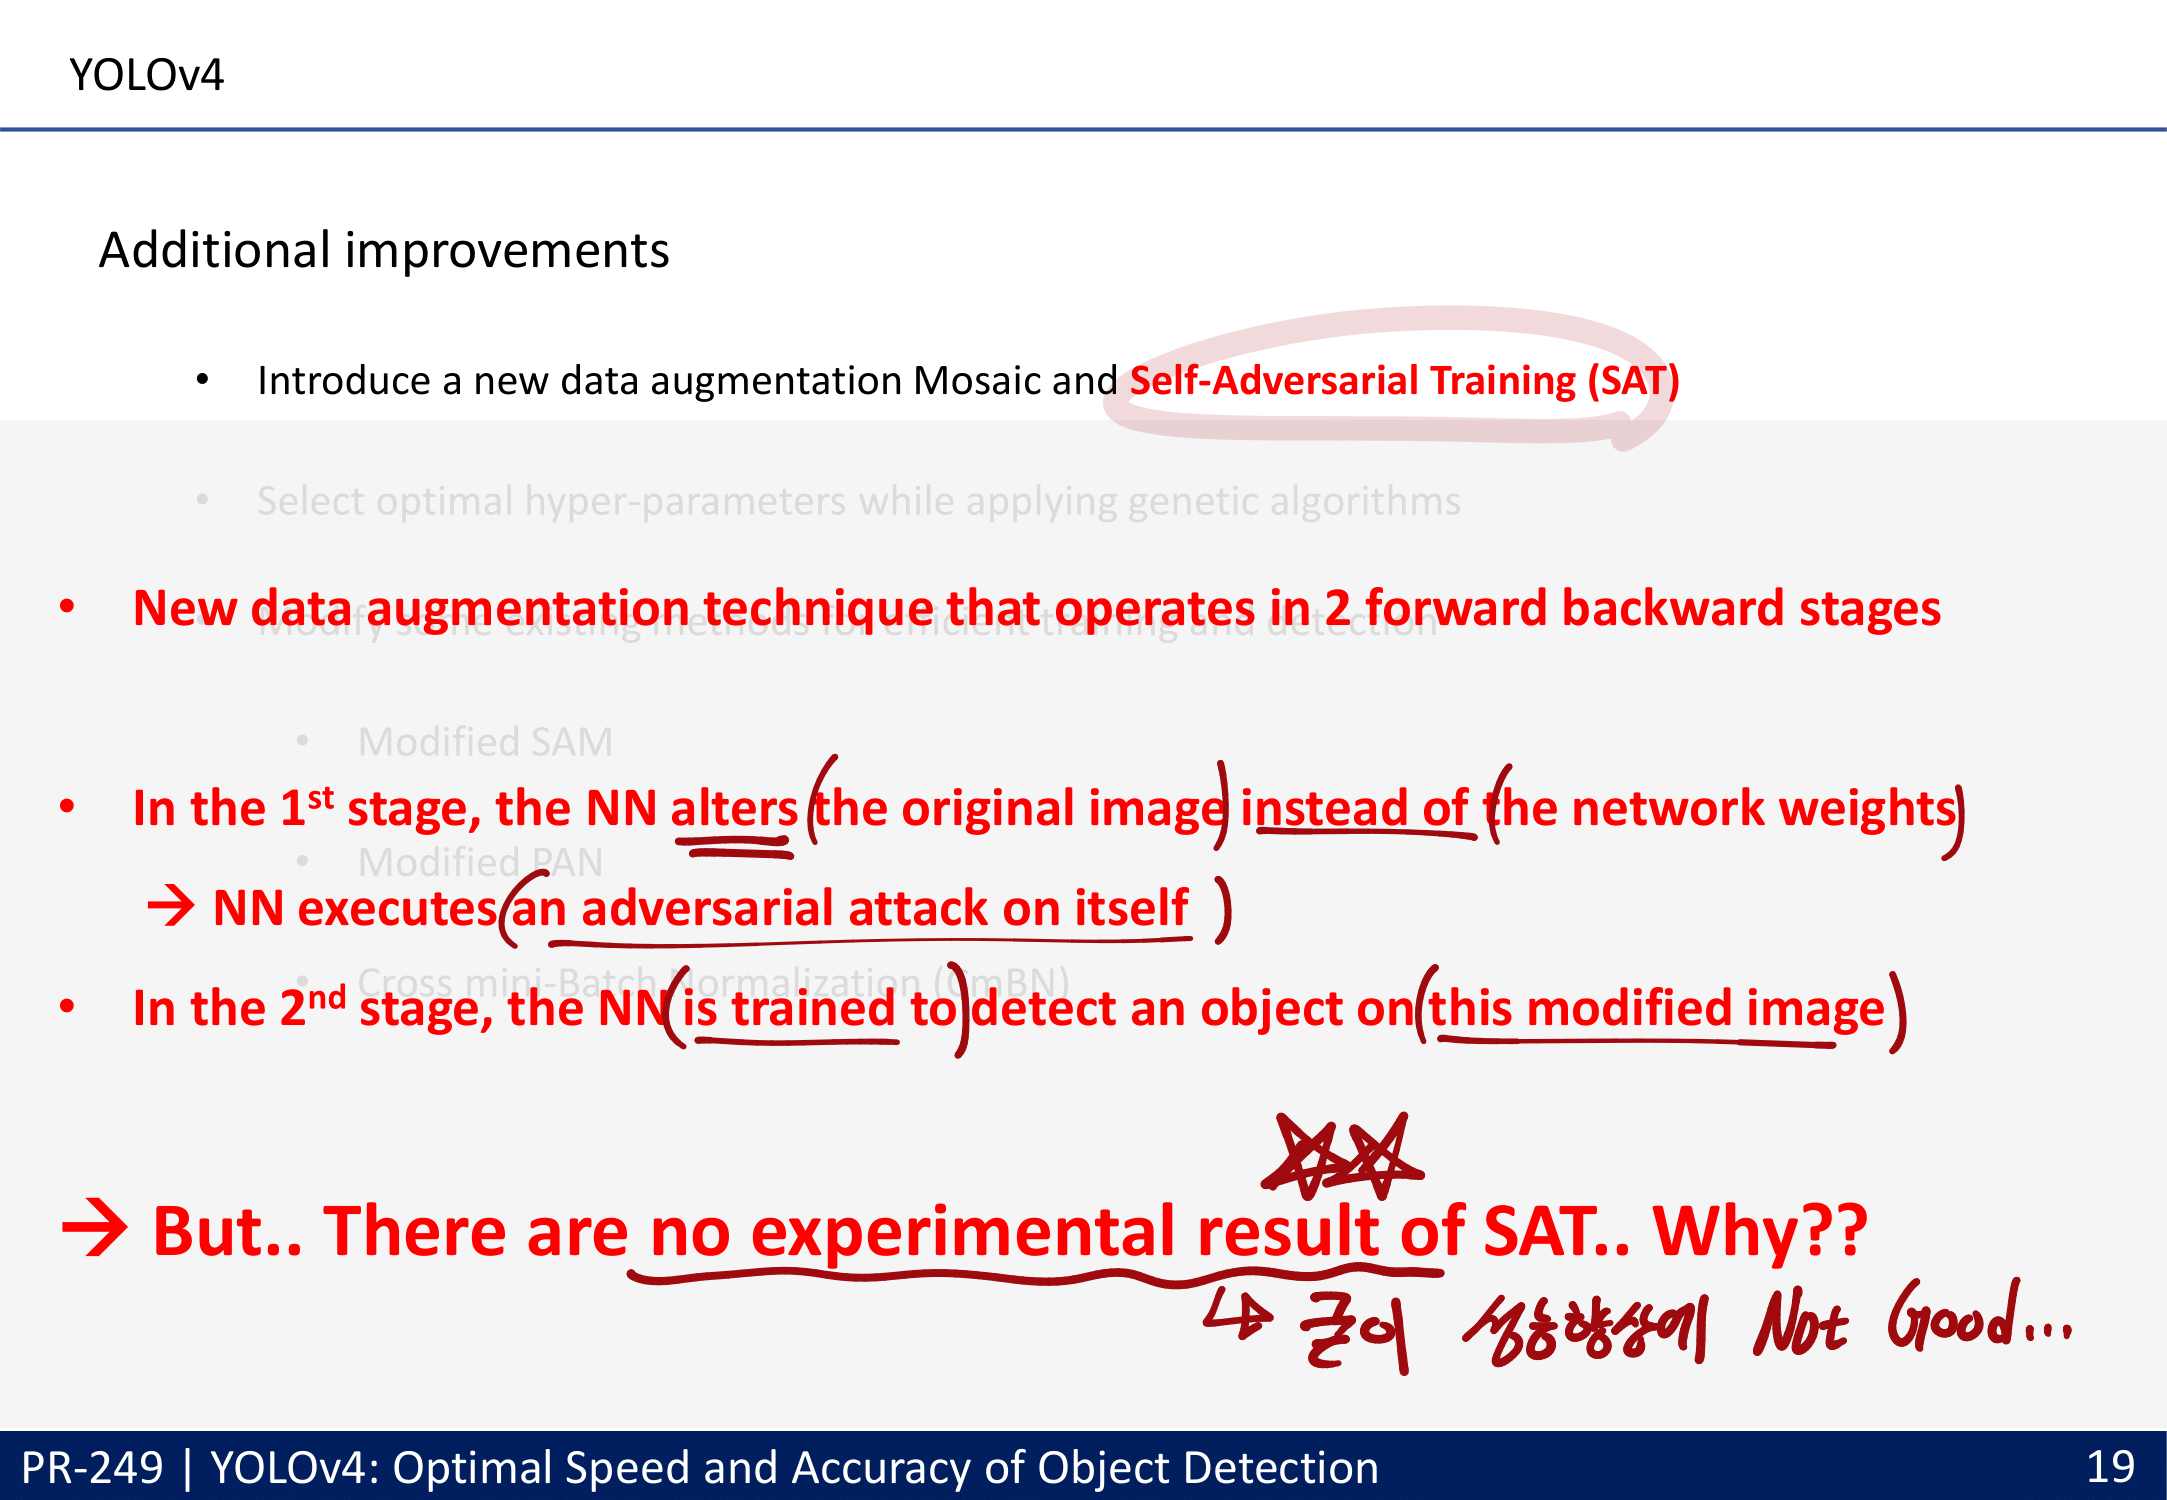 YOLOv4
Additional improvements
• Introduce a new data augmentation Mosaic and Self-Adversarial Training (SAT)
• Select optimal hyper-parameters while applying genetic algorithms
• New data augmentation technique that operates in 2 forward backward stages
• Modify some existing methods for efficient training and detection
• Modified SAM
• In the 1st stage, the NN alters (the original image) instead of (the network weights)
• Modified PAN
→ NN executes (an adversarial attack on itself)
• Cross mini-Batch Normalization (CmBN)
• In the 2nd stage, the NN (is trained to) detect an object on (this modified image)
→ But.. There are no experimental result of SAT.. Why??
↳ 굳이 성능향상에 Not Good...
PR-249 | YOLOv4: Optimal Speed and Accuracy of Object Detection
19